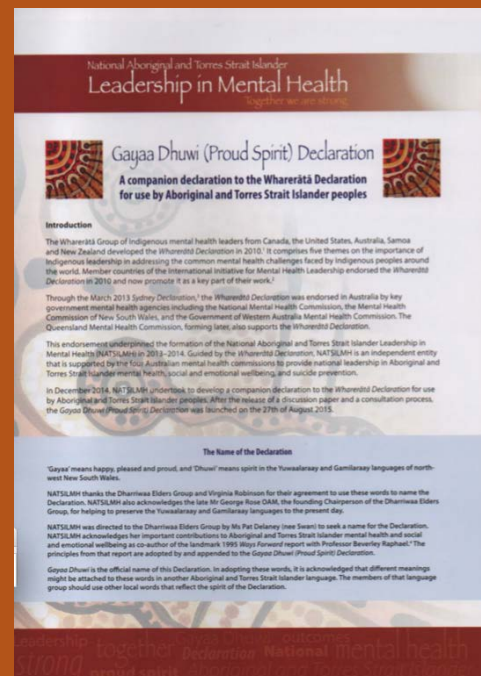 National Aboriginal and Torres Strait Islander
Leadership in Mental Health
Together we are strong
Gayaa Dhuwi (Proud Spirit) Declaration
A companion declaration to the Wharerātā Declaration
for use by Aboriginal and Torres Strait Islander peoples
Introduction
The Wharerātā Group of Indigenous mental health leaders from Canada, the United States, Australia, Samoa
and New Zealand developed the Wharerātā Declaration in 2010.¹ It comprises five themes on the importance of
Indigenous leadership in addressing the common mental health challenges faced by Indigenous peoples around
the world. Member countries of the International Initiative for Mental Health Leadership endorsed the Wharerātā
Declaration in 2010 and now promote it as a key part of their work.²
Through the March 2013 Sydney Declaration,³ the Wharerātā Declaration was endorsed in Australia by key
government mental health agencies including the National Mental Health Commission, the Mental Health
Commission of New South Wales, and the Government of Western Australia Mental Health Commission. The
Queensland Mental Health Commission, forming later, also supports the Wharerātā Declaration.
This endorsement underpinned the formation of the National Aboriginal and Torres Strait Islander Leadership in
Mental Health (NATSILMH) in 2013–2014. Guided by the Wharerātā Declaration, NATSILMH is an independent entity
that is supported by the four Australian mental health commissions to provide national leadership in Aboriginal and
Torres Strait Islander mental health, social and emotional wellbeing, and suicide prevention.
In December 2014, NATSILMH undertook to develop a companion declaration to the Wharerātā Declaration for use
by Aboriginal and Torres Strait Islander peoples. After the release of a discussion paper and a consultation process,
the Gayaa Dhuwi (Proud Spirit) Declaration was launched on the 27th of August 2015.
The Name of the Declaration
'Gayaa' means happy, pleased and proud, and 'Dhuwi' means spirit in the Yuwaalaraay and Gamilaraay languages of north-
west New South Wales.
NATSILMH thanks the Dharriwaa Elders Group and Virginia Robinson for their agreement to use these words to name the
Declaration. NATSILMH also acknowledges the late Mr George Rose OAM, the founding Chairperson of the Dharriwaa Elders
Group, for helping to preserve the Yuwaalaraay and Gamilaraay languages to the present day.
NATSILMH was directed to the Dharriwaa Elders Group by Ms Pat Delaney (nee Swan) to seek a name for the Declaration.
NATSILMH acknowledges her important contributions to Aboriginal and Torres Strait Islander mental health and social
and emotional wellbeing as co-author of the landmark 1995 Ways Forward report with Professor Beverley Raphael.⁴ The
principles from that report are adopted by and appended to the Gayaa Dhuwi (Proud Spirit) Declaration.
Gayaa Dhuwi is the official name of this Declaration. In adopting these words, it is acknowledged that different meanings
might be attached to these words in another Aboriginal and Torres Strait Islander language. The members of that language
group should use other local words that reflect the spirit of the Declaration.
Leadership together Gayaa Dhuwi outcomes
strong proud spirit Declaration National mental health
Aboriginal and Torres Strait Islander